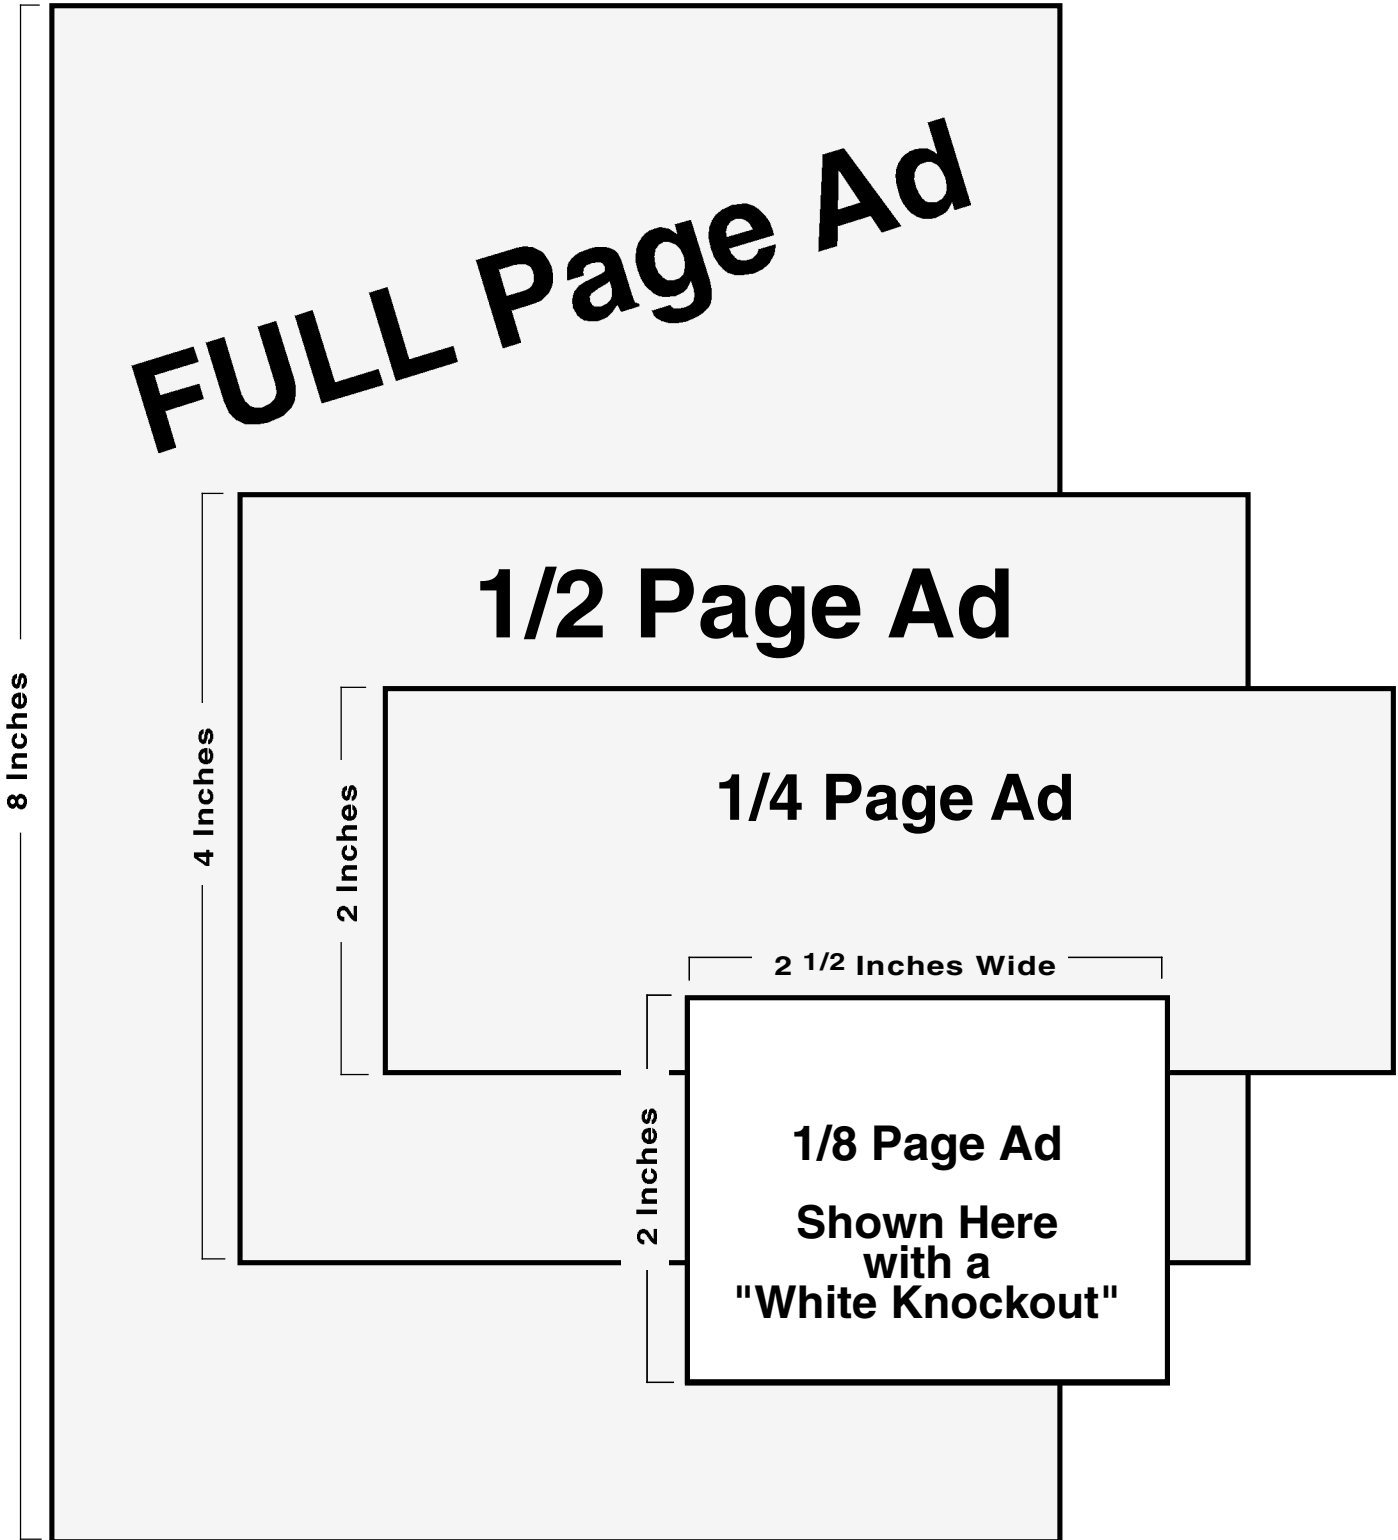 FULL Page Ad
1/2 Page Ad
8 Inches
4 Inches
1/4 Page Ad
2 Inches
2 1/2 Inches Wide
2 Inches
1/8 Page Ad
Shown Here
with a
"White Knockout"